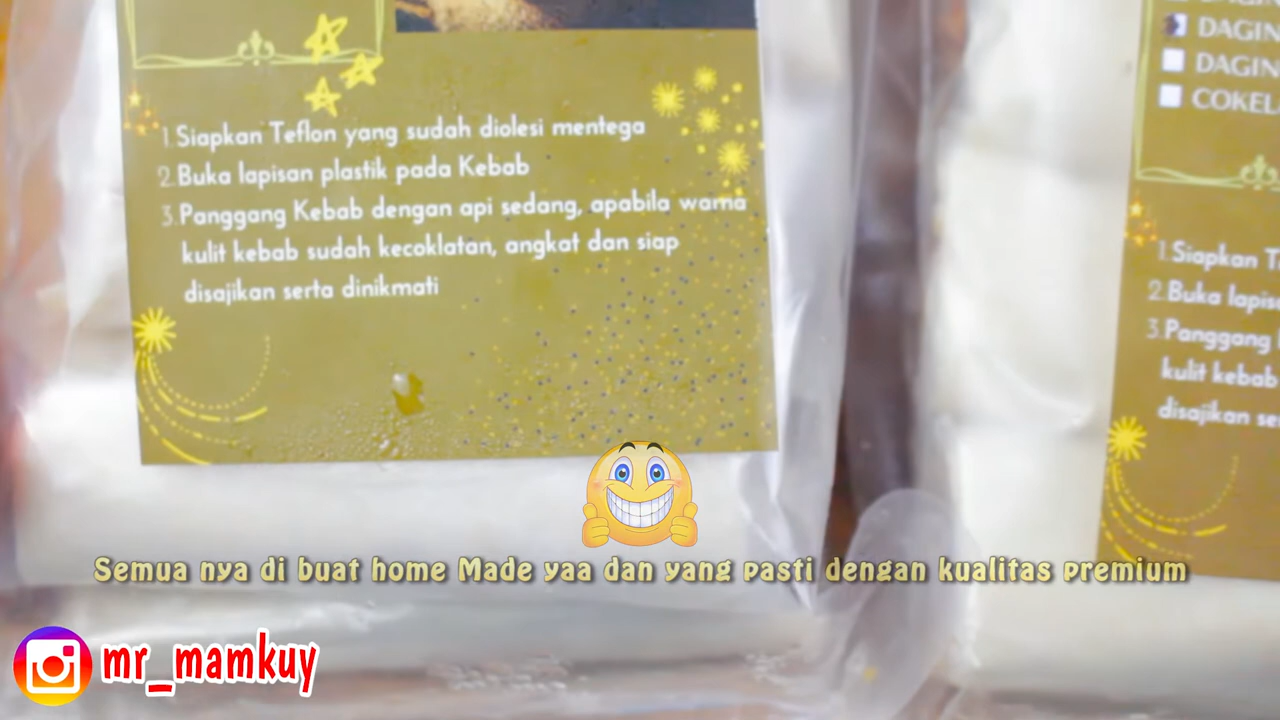 1. Siapkan Teflon yang sudah diolesi mentega
2. Buka lapisan plastik pada Kebab
3. Panggang Kebab dengan api sedang, apabila warna
kulit kebab sudah kecoklatan, angkat dan siap
disajikan serta dinikmati
DAGIN
DAGIN
COKEL
1. Siapkan T
2. Buka lapis
3. Panggang
kulit kebab
disajikan se
Semua nya di buat home Made yaa dan yang pasti dengan kualitas premium
mr_mamkuy